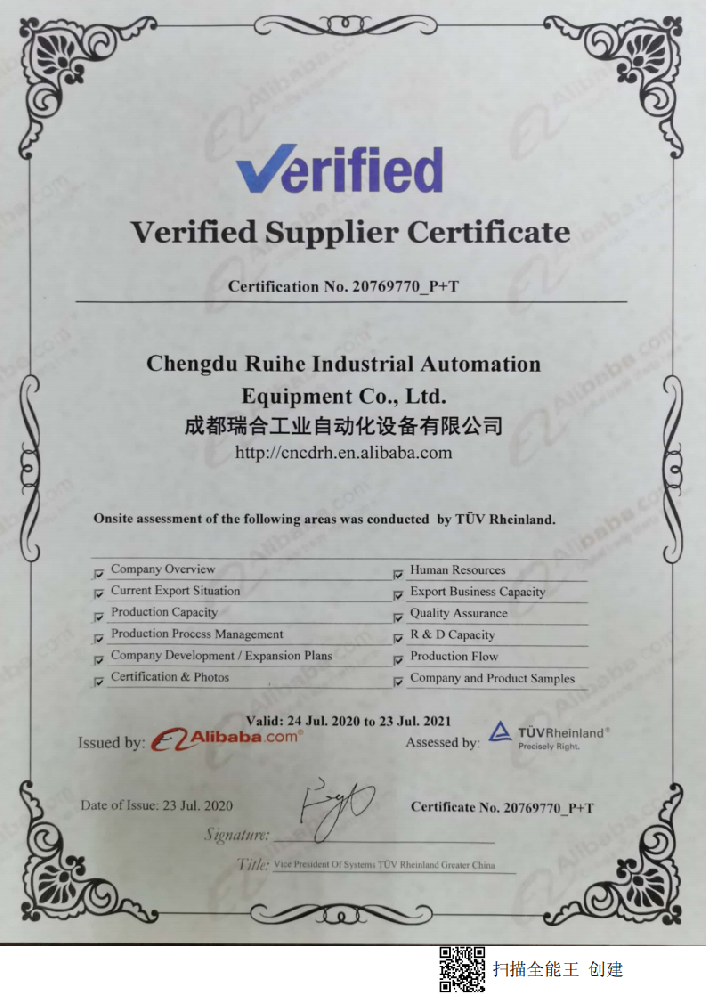 Verified
Verified Supplier Certificate
Certification No. 20769770_P+T
Chengdu Ruihe Industrial Automation
Equipment Co., Ltd.
成都瑞合工业自动化设备有限公司
http://cncdrh.en.alibaba.com
Onsite assessment of the following areas was conducted by TÜV Rheinland.
Company Overview
Human Resources
Current Export Situation
Export Business Capacity
Production Capacity
Quality Assurance
Production Process Management
R & D Capacity
Company Development / Expansion Plans
Production Flow
Certification & Photos
Company and Product Samples
Valid: 24 Jul. 2020 to 23 Jul. 2021
Issued by: Alibaba.com®
Assessed by: TÜVRheinland®
Precisely Right.
Date of Issue: 23 Jul. 2020
Certificate No. 20769770_P+T
Signature:
Title: Vice President Of Systems TÜV Rheinland Greater China
扫描全能王 创建